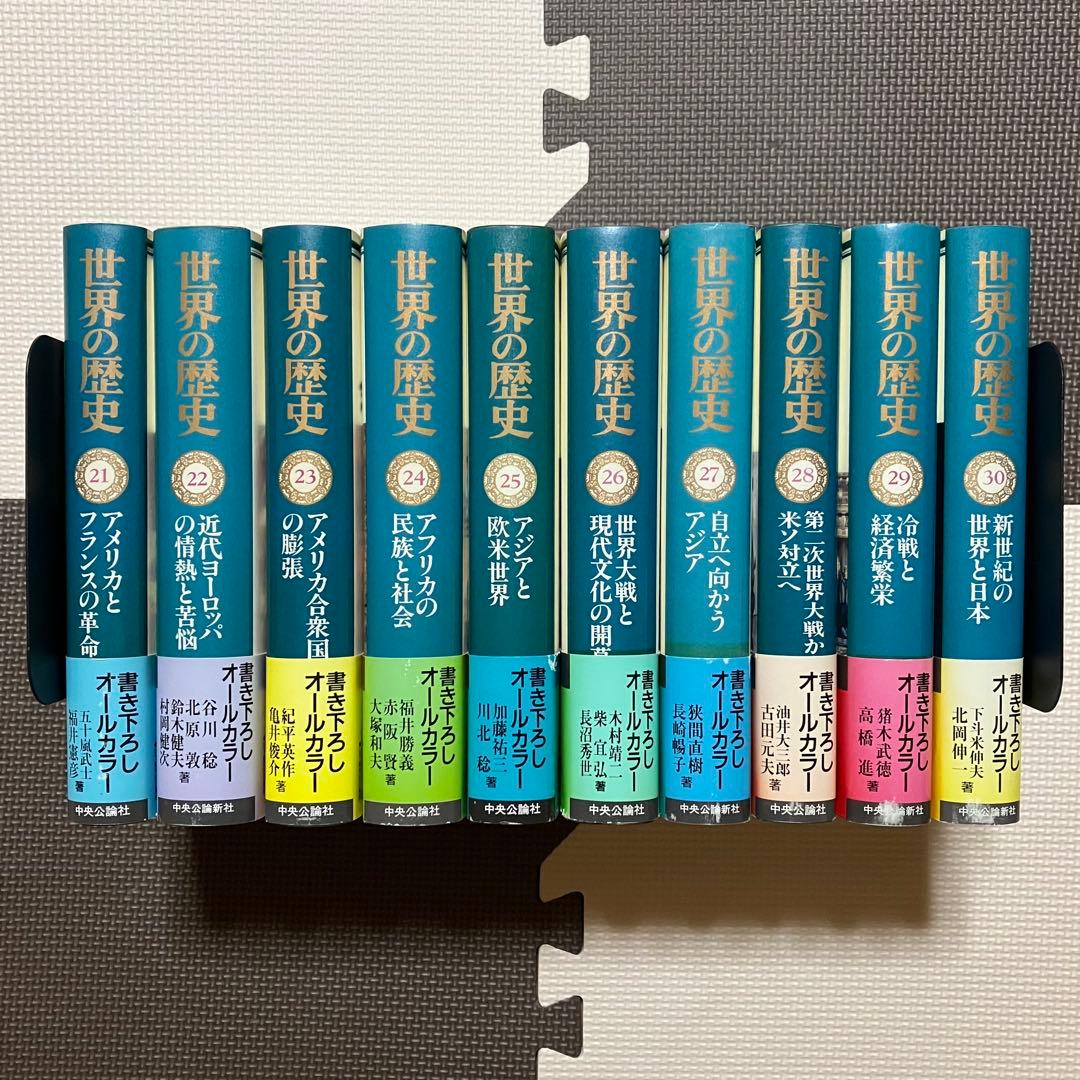 世界の歴史
21
アメリカと
フランスの革命
書き下ろし
オールカラー
五十嵐武士
福井憲彦
著
中央公論社
世界の歴史
22
近代ヨーロッパ
の情熱と苦悩
書き下ろし
オールカラー
谷川 稔
北原 敦
鈴木健夫
村岡健次
著
中央公論新社
世界の歴史
23
アメリカ合衆国
の膨張
書き下ろし
オールカラー
紀平英作
亀井俊介
著
中央公論社
世界の歴史
24
アフリカの
民族と社会
書き下ろし
オールカラー
福井勝義
赤阪 賢
大塚和夫
著
中央公論社
世界の歴史
25
アジアと
欧米世界
書き下ろし
オールカラー
加藤祐三
川北 稔
著
中央公論社
世界の歴史
26
世界大戦と
現代文化の開幕
書き下ろし
オールカラー
木村靖二
柴 宜弘
長沼秀世
著
中央公論社
世界の歴史
27
自立へ向かう
アジア
書き下ろし
オールカラー
狭間直樹
長崎暢子
著
中央公論新社
世界の歴史
28
第二次世界大戦か
米ソ対立へ
書き下ろし
オールカラー
油井大三郎
古田元夫
著
中央公論社
世界の歴史
29
冷戦と
経済繁栄
書き下ろし
オールカラー
猪木武徳
高橋 進
著
中央公論新社
世界の歴史
30
新世紀の
世界と日本
書き下ろし
オールカラー
下斗米伸夫
北岡伸一
著
中央公論新社